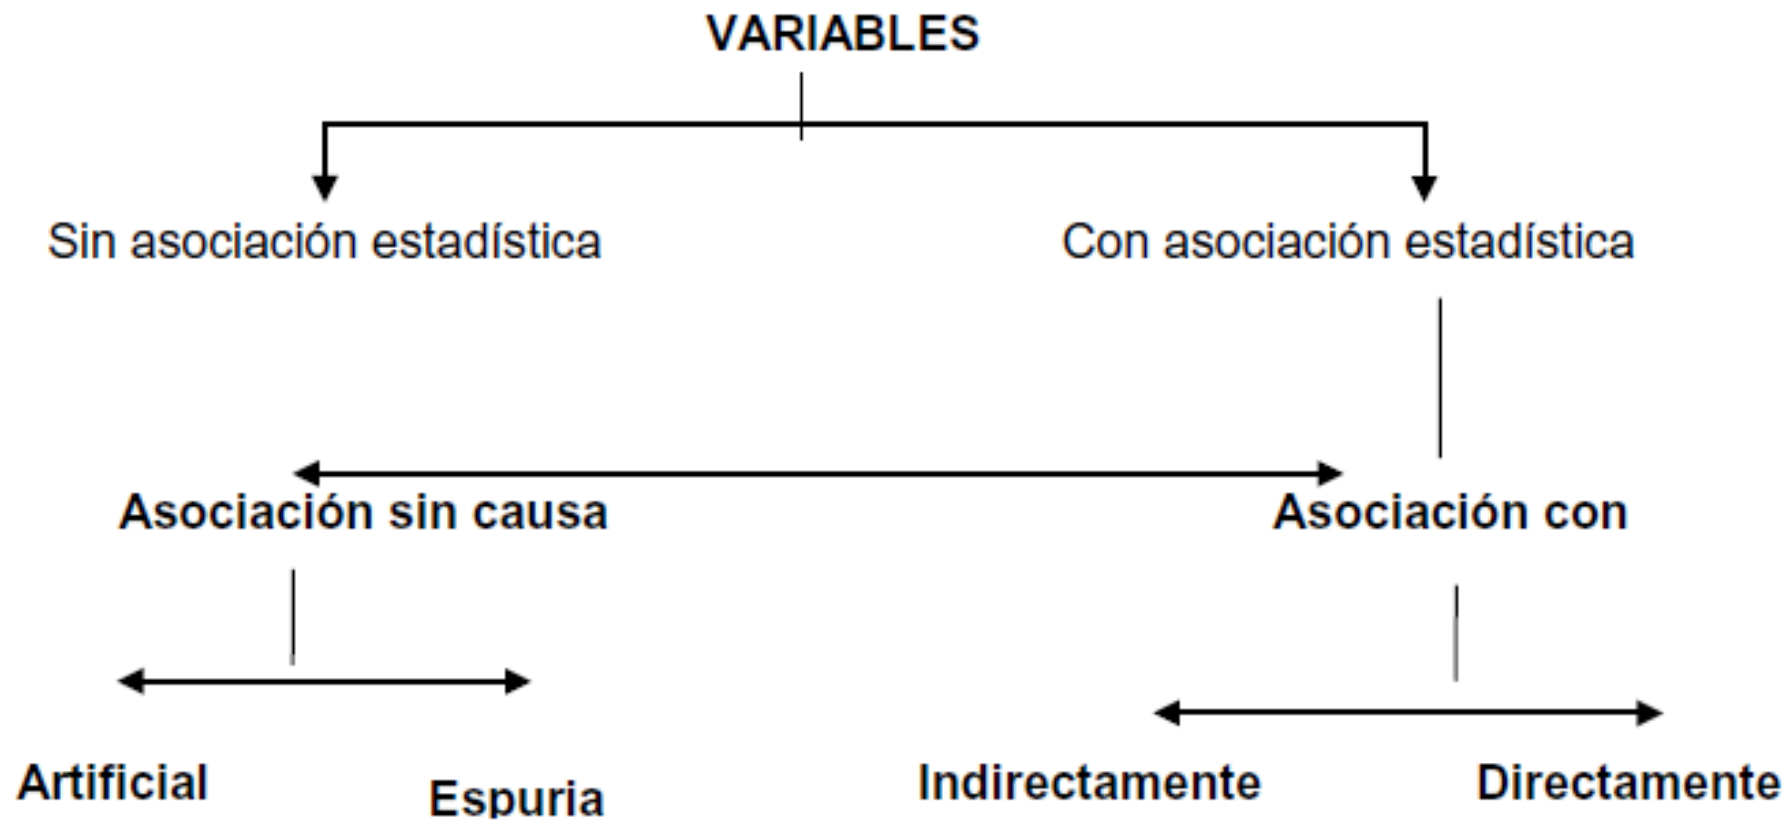 VARIABLES
Sin asociación estadística
Con asociación estadística
Asociación sin causa
Asociación con
Artificial
Espuria
Indirectamente
Directamente